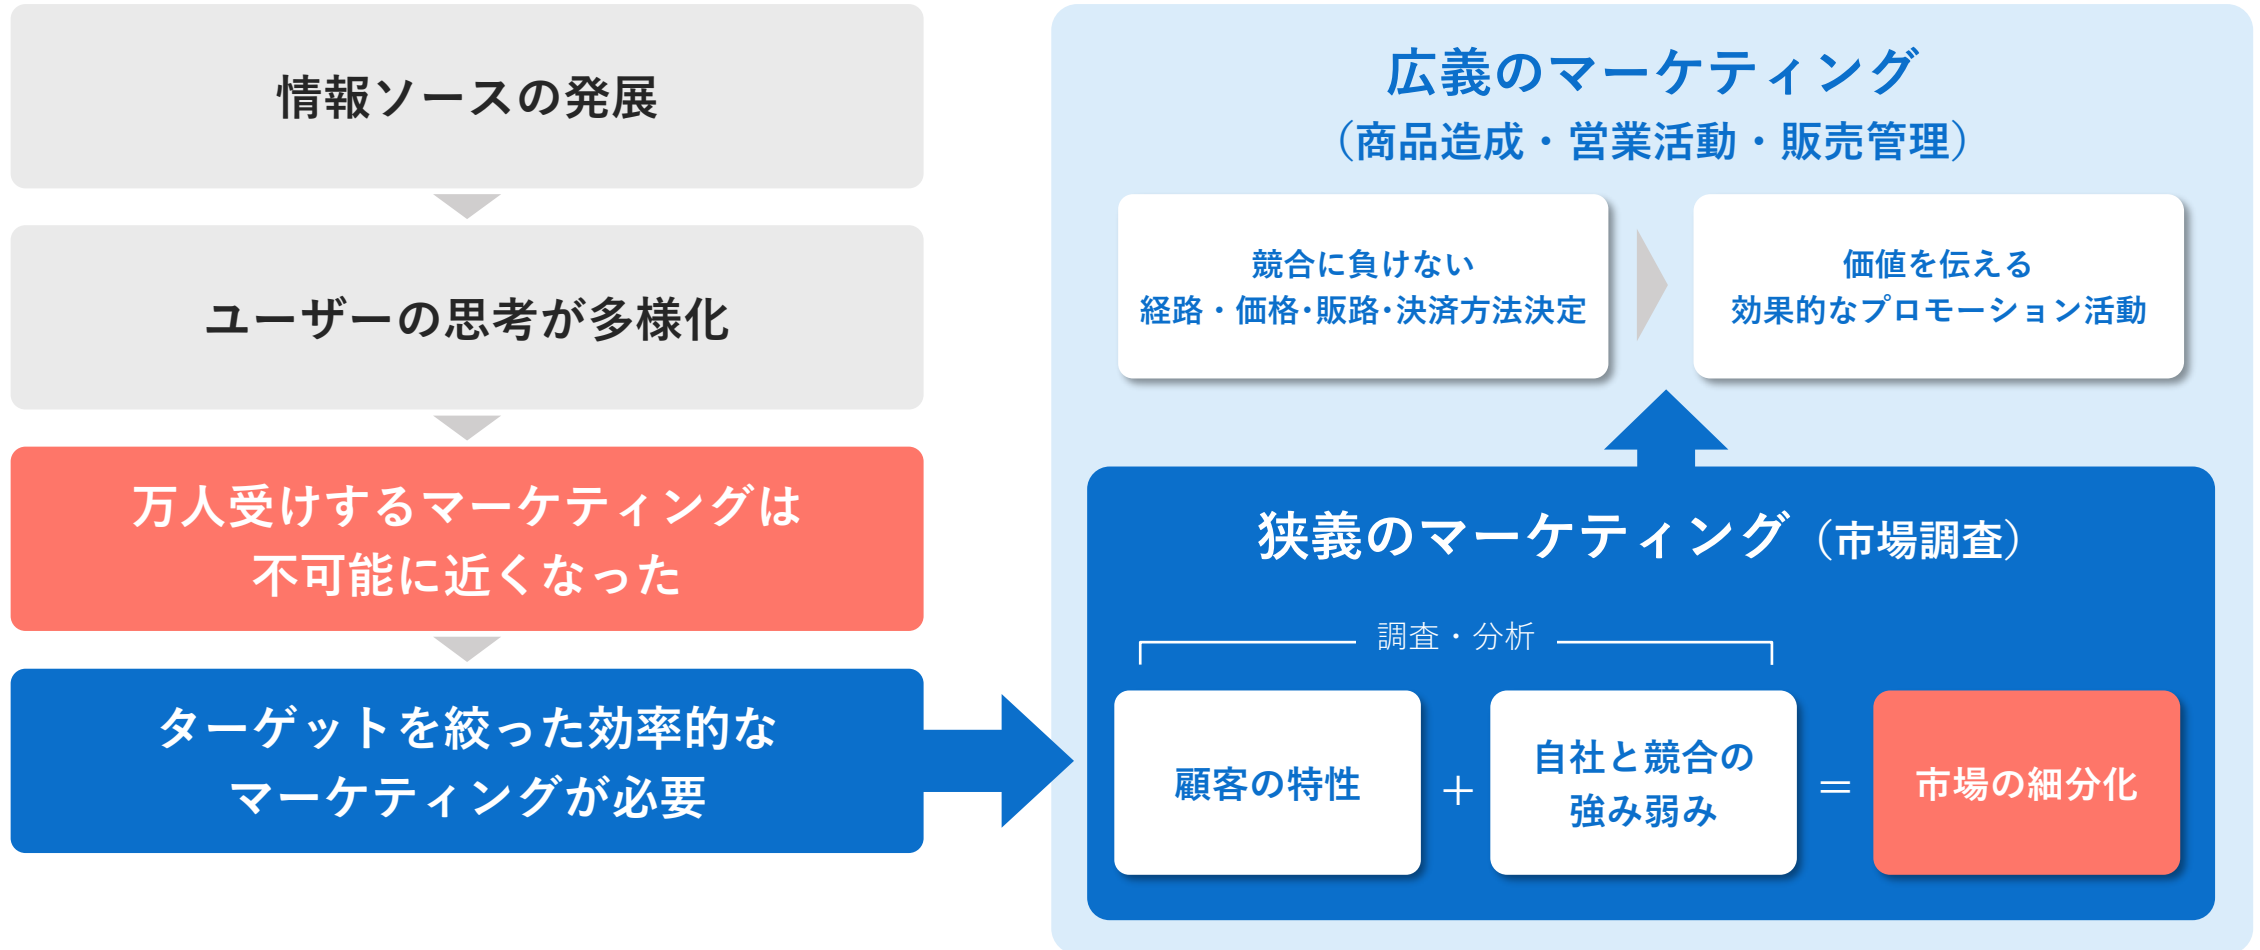 情報ソースの発展
ユーザーの思考が多様化
万人受けするマーケティングは
不可能に近くなった
ターゲットを絞った効率的な
マーケティングが必要
広義のマーケティング
（商品造成・営業活動・販売管理）
競合に負けない
経路・価格･販路･決済方法決定
価値を伝える
効果的なプロモーション活動
狭義のマーケティング（市場調査）
調査・分析
顧客の特性
＋
自社と競合の
強み弱み
＝
市場の細分化